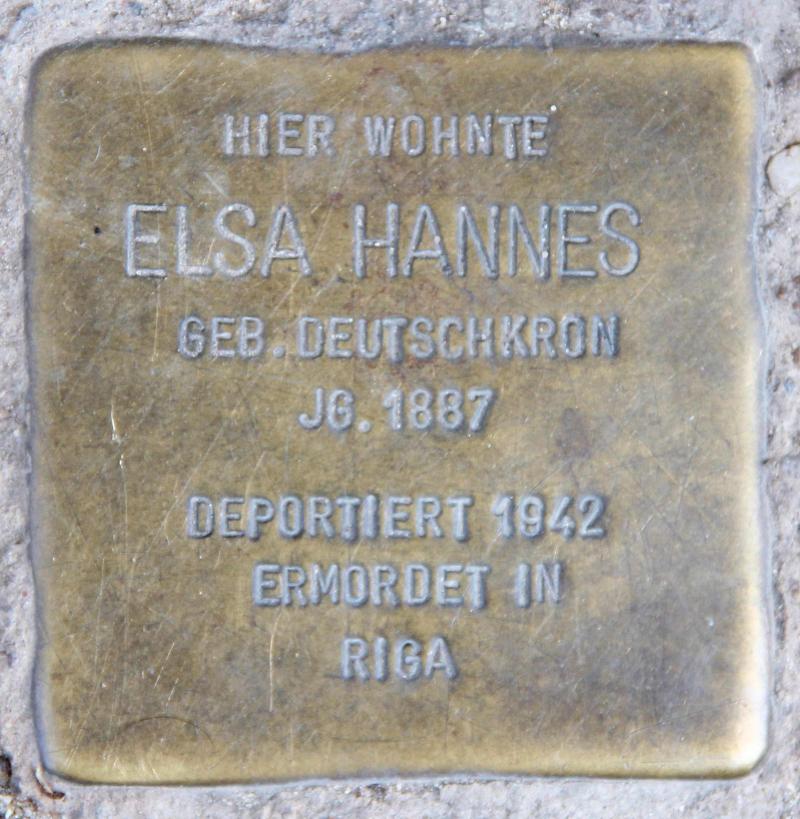 HIER WOHNTE
ELSA HANNES
GEB. DEUTSCHKRON
JG. 1887
DEPORTIERT 1942
ERMORDET IN
RIGA